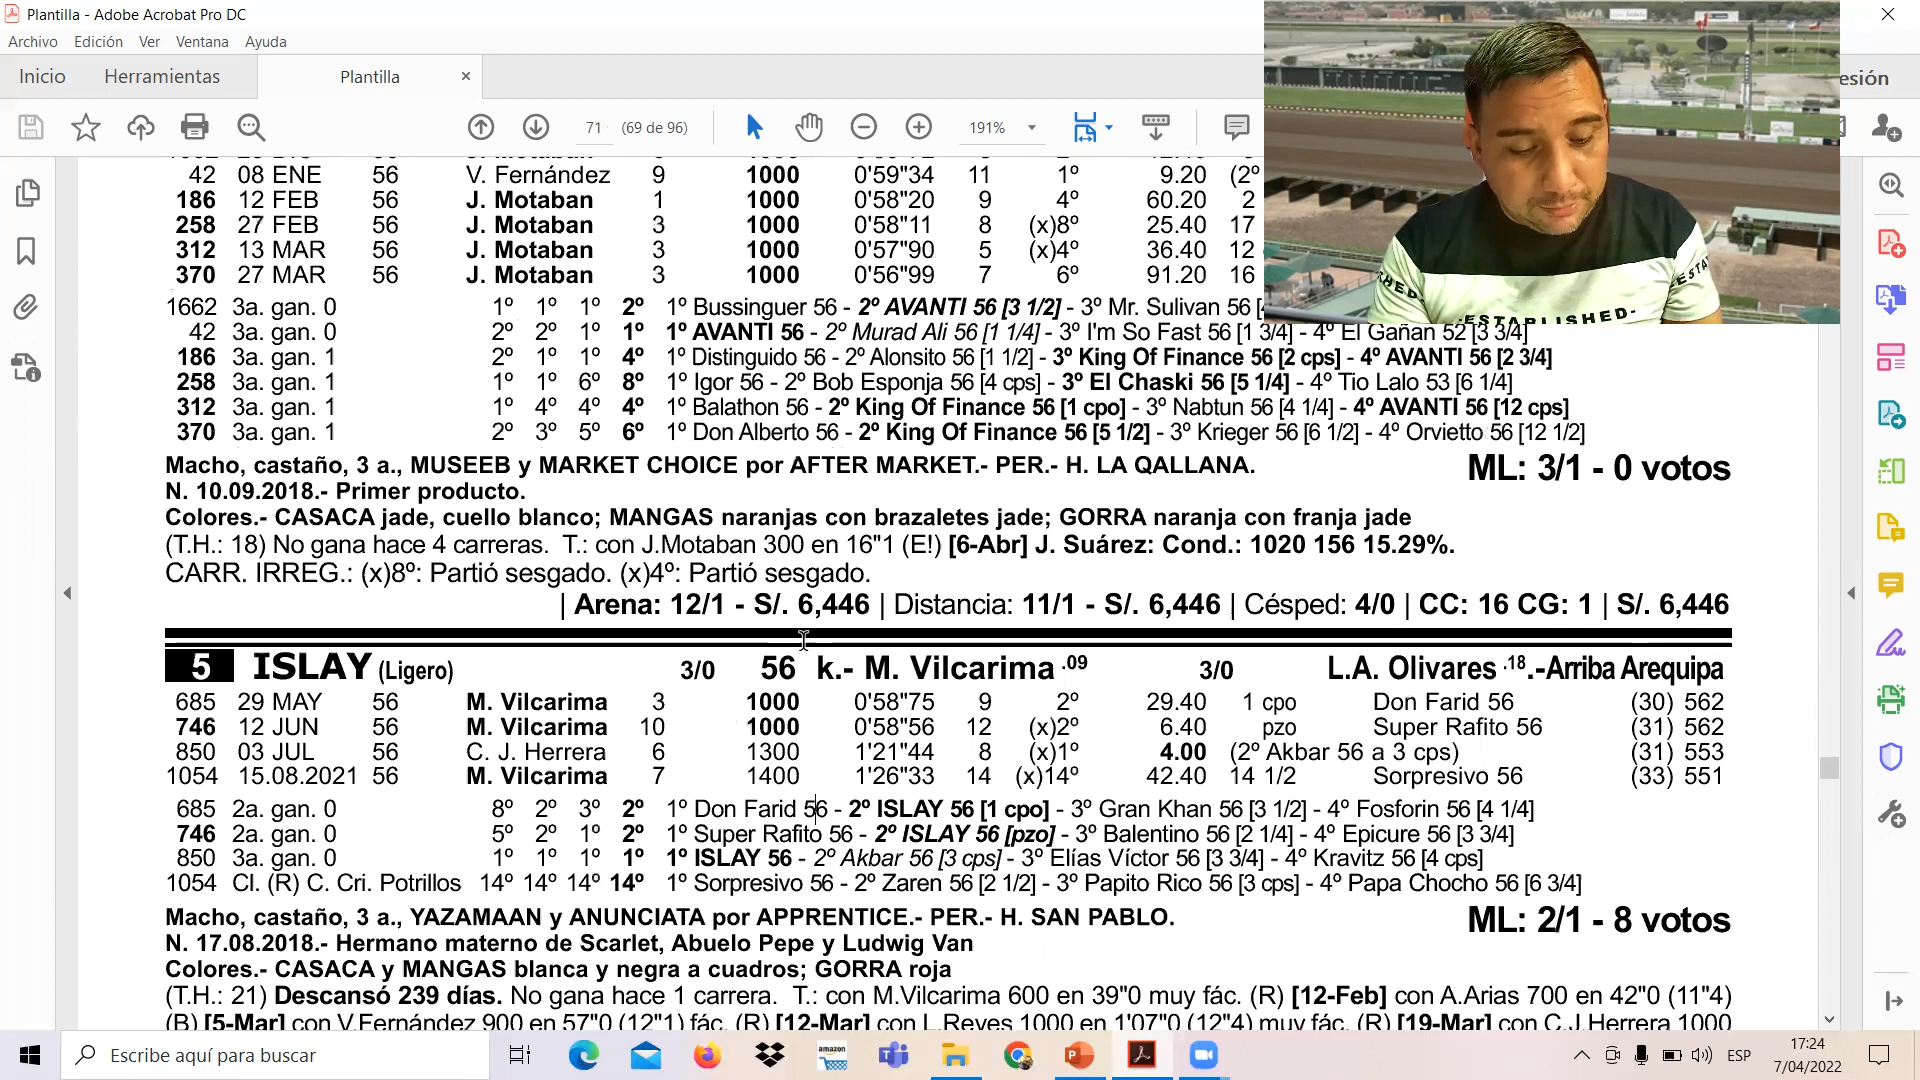 Plantilla - Adobe Acrobat Pro DC
Archivo Edición Ver Ventana Ayuda
Inicio Herramientas Plantilla × esión
71 (69 de 96) 191%
42 08 ENE 56 V. Fernández 9 1000 0'59"34 11 1º 9.20 (2º
186 12 FEB 56 J. Motaban 1 1000 0'58"20 9 4º 60.20 2
258 27 FEB 56 J. Motaban 3 1000 0'58"11 8 (x)8º 25.40 17
312 13 MAR 56 J. Motaban 3 1000 0'57"90 5 (x)4º 36.40 12
370 27 MAR 56 J. Motaban 3 1000 0'56"99 7 6º 91.20 16
1662 3a. gan. 0 1º 1º 1º 2º 1º Bussinguer 56 - 2º AVANTI 56 [3 1/2] - 3º Mr. Sulivan 56
42 3a. gan. 0 2º 2º 1º 1º 1º AVANTI 56 - 2º Murad Ali 56 [1 1/4] - 3º I'm So Fast 56 [1 3/4] - 4º El Gañan 52 [3 3/4]
186 3a. gan. 1 2º 1º 1º 4º 1º Distinguido 56 - 2º Alonsito 56 [1 1/2] - 3º King Of Finance 56 [2 cps] - 4º AVANTI 56 [2 3/4]
258 3a. gan. 1 1º 1º 6º 8º 1º Igor 56 - 2º Bob Esponja 56 [4 cps] - 3º El Chaski 56 [5 1/4] - 4º Tio Lalo 53 [6 1/4]
312 3a. gan. 1 1º 4º 4º 4º 1º Balathon 56 - 2º King Of Finance 56 [1 cpo] - 3º Nabtun 56 [4 1/4] - 4º AVANTI 56 [12 cps]
370 3a. gan. 1 2º 3º 5º 6º 1º Don Alberto 56 - 2º King Of Finance 56 [5 1/2] - 3º Krieger 56 [6 1/2] - 4º Orvietto 56 [12 1/2]
Macho, castaño, 3 a., MUSEEB y MARKET CHOICE por AFTER MARKET.- PER.- H. LA QALLANA. ML: 3/1 - 0 votos
N. 10.09.2018.- Primer producto.
Colores.- CASACA jade, cuello blanco; MANGAS naranjas con brazaletes jade; GORRA naranja con franja jade
(T.H.: 18) No gana hace 4 carreras. T.: con J.Motaban 300 en 16"1 (E!) [6-Abr] J. Suárez: Cond.: 1020 156 15.29%.
CARR. IRREG.: (x)8º: Partió sesgado. (x)4º: Partió sesgado.
| Arena: 12/1 - S/. 6,446 | Distancia: 11/1 - S/. 6,446 | Césped: 4/0 | CC: 16 CG: 1 | S/. 6,446
5 ISLAY (Ligero) 3/0 56 k.- M. Vilcarima .09 3/0 L.A. Olivares .18.-Arriba Arequipa
685 29 MAY 56 M. Vilcarima 3 1000 0'58"75 9 2º 29.40 1 cpo Don Farid 56 (30) 562
746 12 JUN 56 M. Vilcarima 10 1000 0'58"56 12 (x)2º 6.40 pzo Super Rafito 56 (31) 562
850 03 JUL 56 C. J. Herrera 6 1300 1'21"44 8 (x)1º 4.00 (2º Akbar 56 a 3 cps) (31) 553
1054 15.08.2021 56 M. Vilcarima 7 1400 1'26"33 14 (x)14º 42.40 14 1/2 Sorpresivo 56 (33) 551
685 2a. gan. 0 8º 2º 3º 2º 1º Don Farid 56 - 2º ISLAY 56 [1 cpo] - 3º Gran Khan 56 [3 1/2] - 4º Fosforin 56 [4 1/4]
746 2a. gan. 0 5º 2º 1º 2º 1º Super Rafito 56 - 2º ISLAY 56 [pzo] - 3º Balentino 56 [2 1/4] - 4º Epicure 56 [3 3/4]
850 3a. gan. 0 1º 1º 1º 1º 1º ISLAY 56 - 2º Akbar 56 [3 cps] - 3º Elías Víctor 56 [3 3/4] - 4º Kravitz 56 [4 cps]
1054 Cl. (R) C. Cri. Potrillos 14º 14º 14º 14º 1º Sorpresivo 56 - 2º Zaren 56 [2 1/2] - 3º Papito Rico 56 [3 cps] - 4º Papa Chocho 56 [6 3/4]
Macho, castaño, 3 a., YAZAMAAN y ANUNCIATA por APPRENTICE.- PER.- H. SAN PABLO. ML: 2/1 - 8 votos
N. 17.08.2018.- Hermano materno de Scarlet, Abuelo Pepe y Ludwig Van
Colores.- CASACA y MANGAS blanca y negra a cuadros; GORRA roja
(T.H.: 21) Descansó 239 días. No gana hace 1 carrera. T.: con M.Vilcarima 600 en 39"0 muy fác. (R) [12-Feb] con A.Arias 700 en 42"0 (11"4)
(B) [5-Mar] con V.Fernández 900 en 57"0 (12"1) fác. (R) [12-Mar] con L.Reyes 1000 en 1'07"0 (12"4) muy fác. (R) [19-Mar] con C.J.Herrera 1000
-ESTABLISHED-
Escribe aquí para buscar
amazon
ESP
17:24
7/04/2022